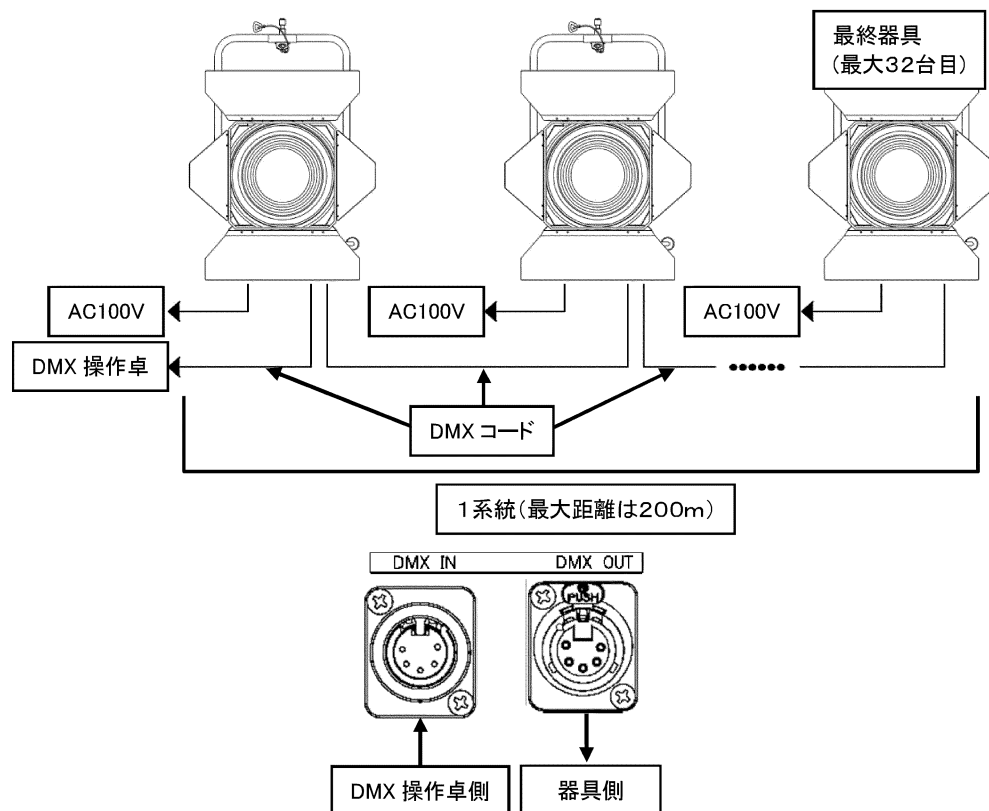 最終器具
(最大32台目)
AC100V
AC100V
AC100V
DMX 操作卓
DMX コード
1系統(最大距離は200m)
DMX IN
DMX OUT
PUSH
DMX 操作卓側
器具側